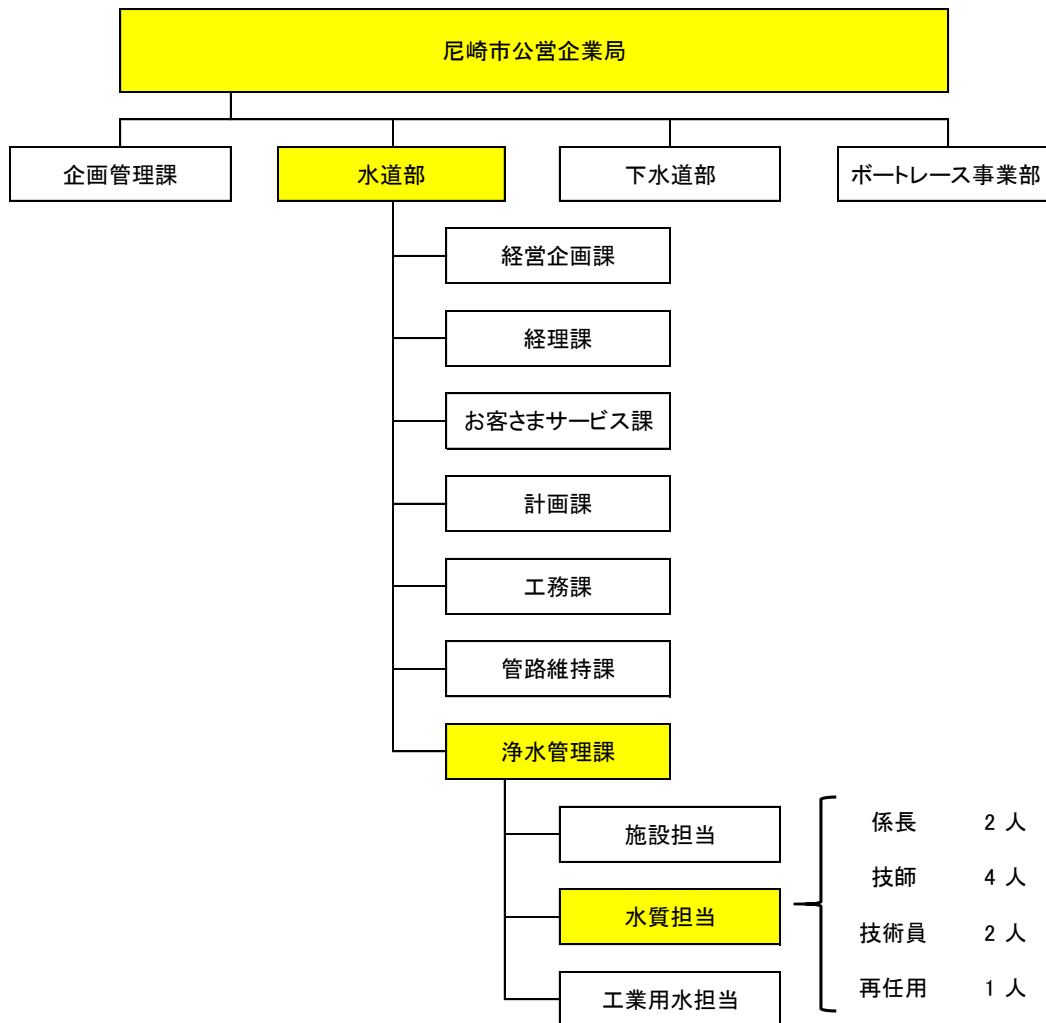 尼崎市公営企業局
企画管理課
水道部
下水道部
ボートレース事業部
経営企画課
経理課
お客さまサービス課
計画課
工務課
管路維持課
浄水管理課
施設担当
水質担当
工業用水担当
係長 2 人
技師 4 人
技術員 2 人
再任用 1 人